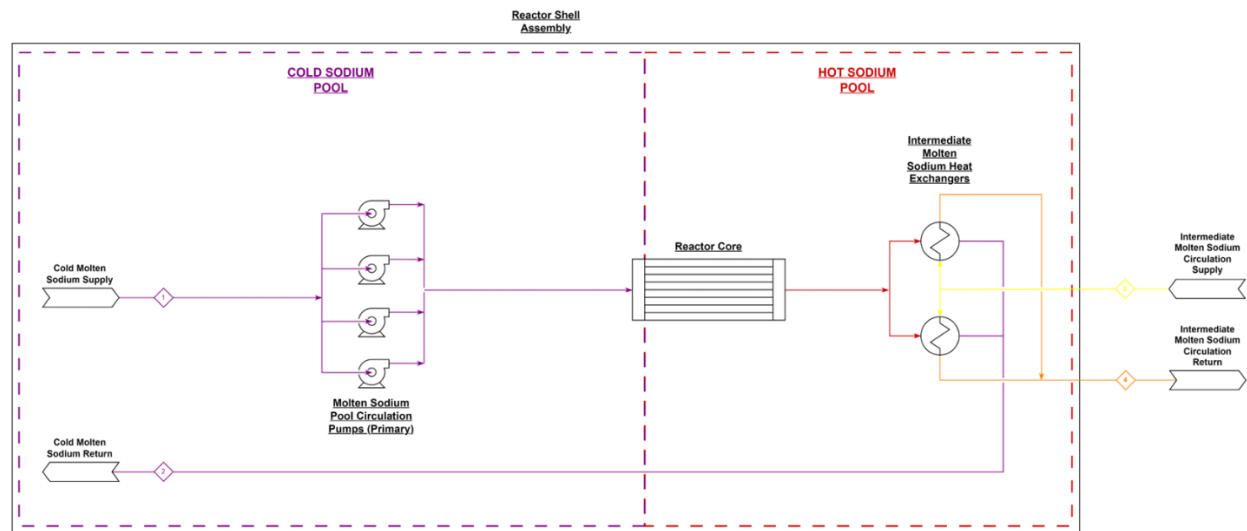 Reactor Shell
Assembly
COLD SODIUM
POOL
HOT SODIUM
POOL
Intermediate
Molten
Sodium Heat
Exchangers
Reactor Core
Cold Molten
Sodium Supply
1
Intermediate
Molten Sodium
Circulation
Supply
3
Intermediate
Molten Sodium
Circulation
Return
4
Molten Sodium
Pool Circulation
Pumps (Primary)
Cold Molten
Sodium Return
2